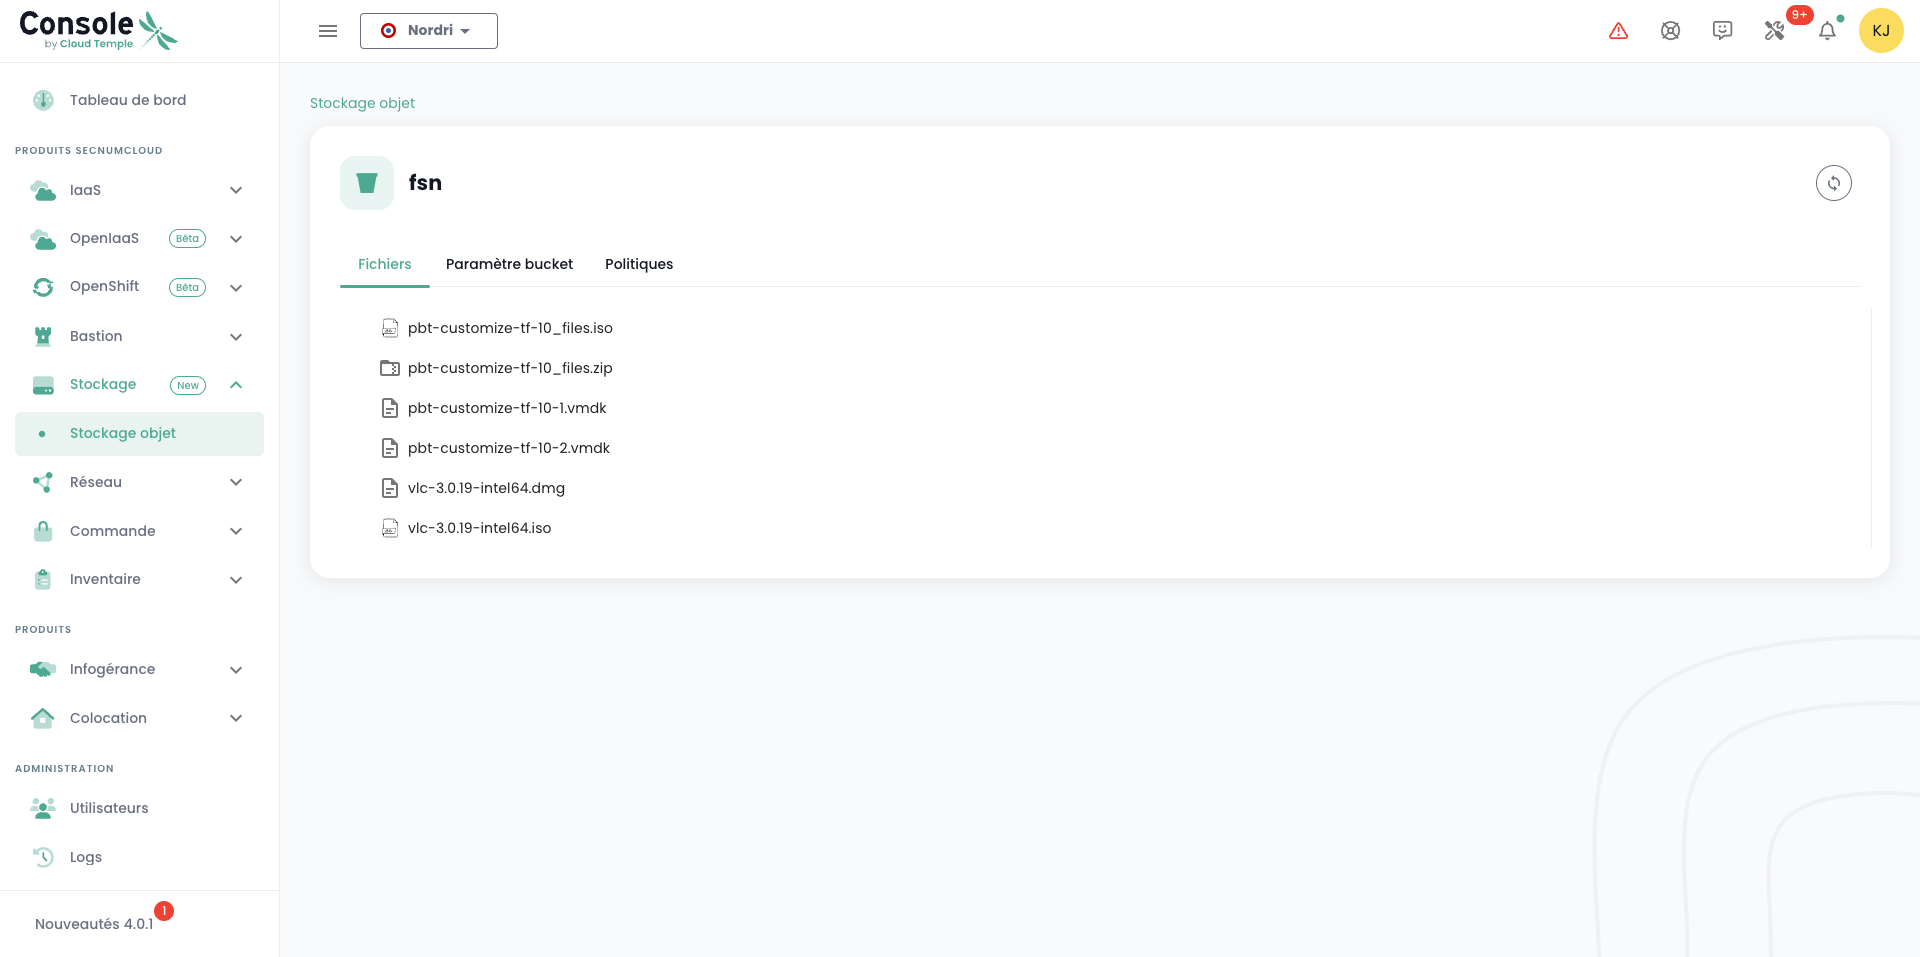 Console
by Cloud Temple
Nordri
9+
KJ
Tableau de bord
PRODUITS SECNUMCLOUD
IaaS
OpenIaaS Bêta
OpenShift Bêta
Bastion
Stockage New
Stockage objet
Réseau
Commande
Inventaire
PRODUITS
Infogérance
Colocation
ADMINISTRATION
Utilisateurs
Logs
Nouveautés 4.0.1 1
Stockage objet
fsn
Fichiers Paramètre bucket Politiques
pbt-customize-tf-10_files.iso
pbt-customize-tf-10_files.zip
pbt-customize-tf-10-1.vmdk
pbt-customize-tf-10-2.vmdk
vlc-3.0.19-intel64.dmg
vlc-3.0.19-intel64.iso